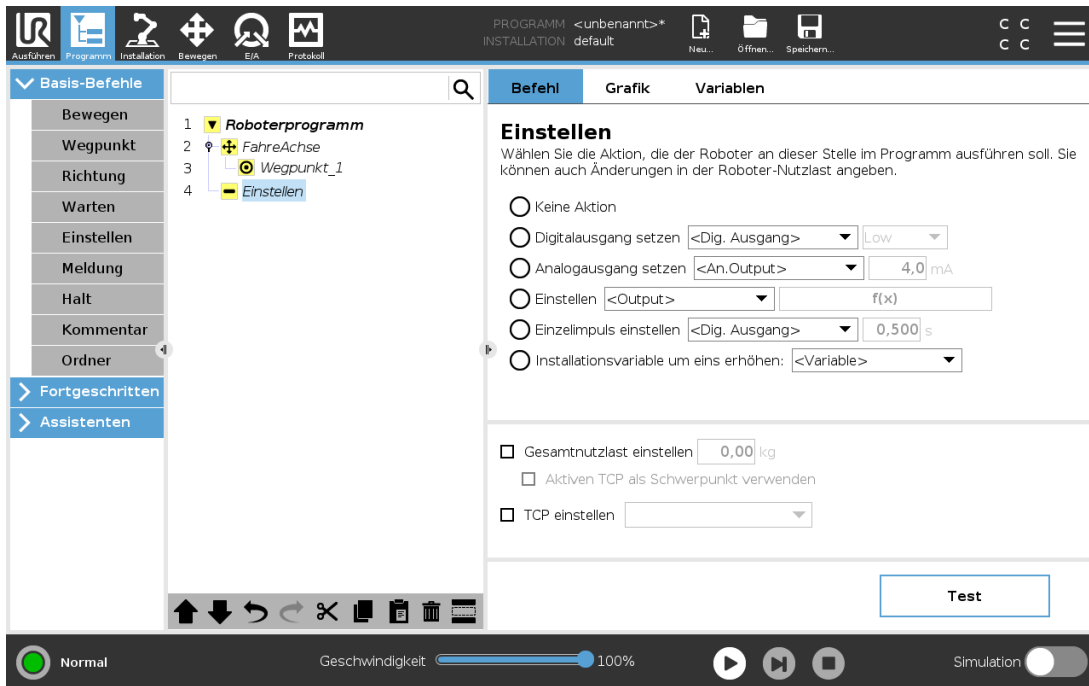 PROGRAMM <unbenannt>*
INSTALLATION default
UR
Ausführen Programm Installation Bewegen E/A Protokoll
Neu... Öffnen... Speichern...
C C
C C
Basis-Befehle
Bewegen
Wegpunkt
Richtung
Warten
Einstellen
Meldung
Halt
Kommentar
Ordner
Fortgeschritten
Assistenten
1 Roboterprogramm
2 FahreAchse
3 Wegpunkt_1
4 Einstellen
Befehl Grafik Variablen
Einstellen
Wählen Sie die Aktion, die der Roboter an dieser Stelle im Programm ausführen soll. Sie
können auch Änderungen in der Roboter-Nutzlast angeben.
Keine Aktion
Digitalausgang setzen <Dig. Ausgang> Low
Analogausgang setzen <An.Output> 4,0 mA
Einstellen <Output> f(x)
Einzelimpuls einstellen <Dig. Ausgang> 0,500 s
Installationsvariable um eins erhöhen: <Variable>
Gesamtnutzlast einstellen 0,00 kg
Aktiven TCP als Schwerpunkt verwenden
TCP einstellen
Test
Normal
Geschwindigkeit 100%
Simulation